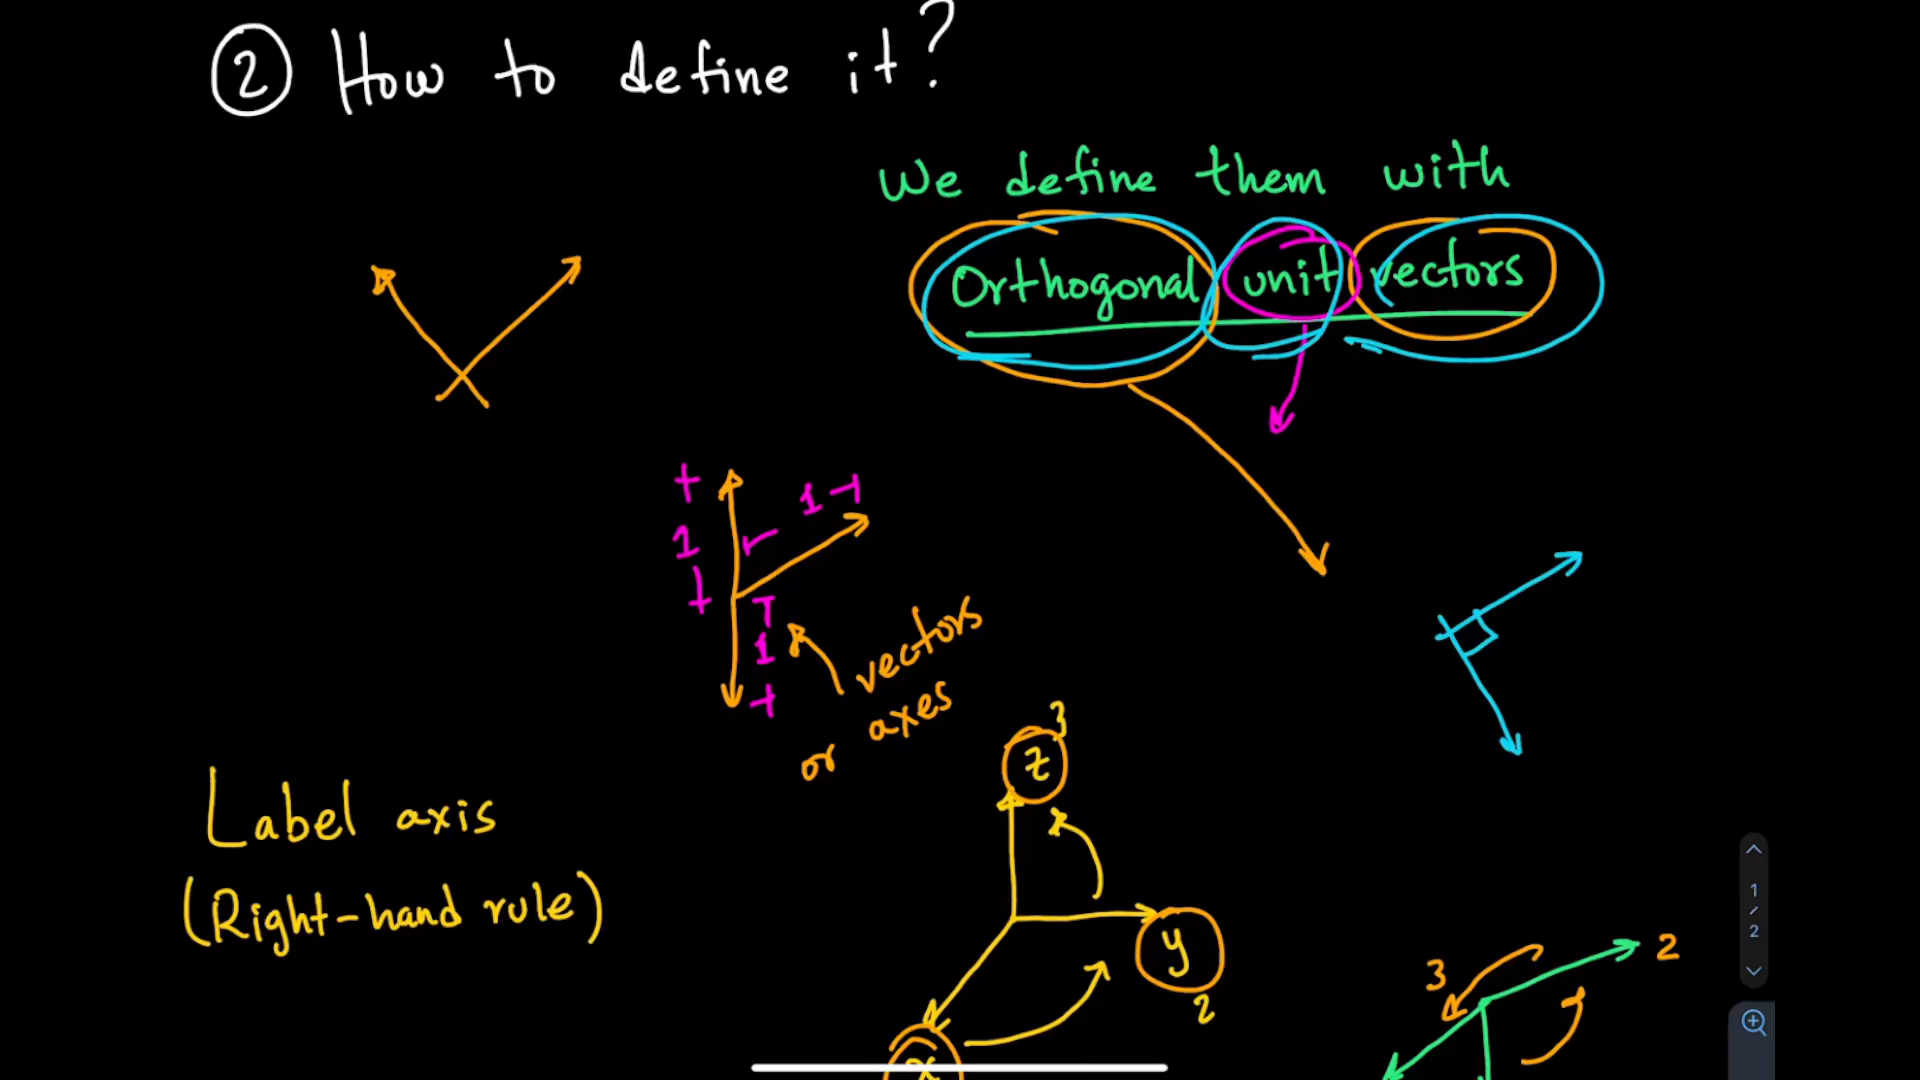 2 How to define it?
We define them with
Orthogonal unit vectors
+
1
1
1
+
vectors
or axes
z 3
y
2
x
Label axis
(Right-hand rule)
3
2
1
/
2